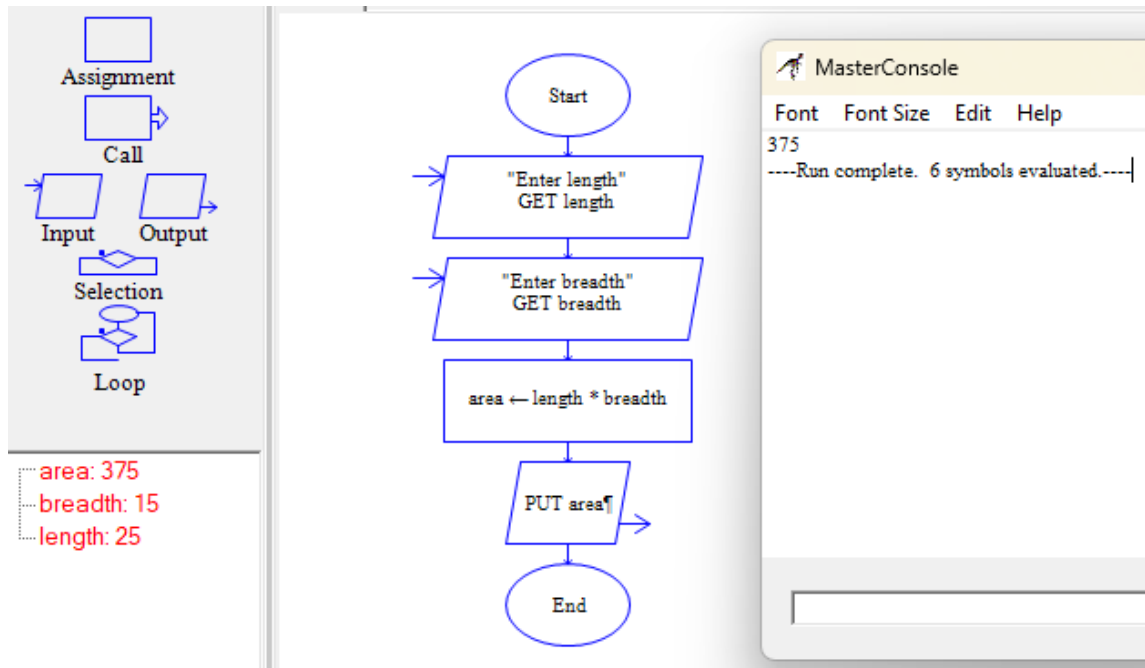 Assignment
Call
Input Output
Selection
Loop
area: 375
breadth: 15
length: 25
Start
"Enter length"
GET length
"Enter breadth"
GET breadth
area ← length * breadth
PUT area¶
End
MasterConsole
Font Font Size Edit Help
375
----Run complete.  6 symbols evaluated.----